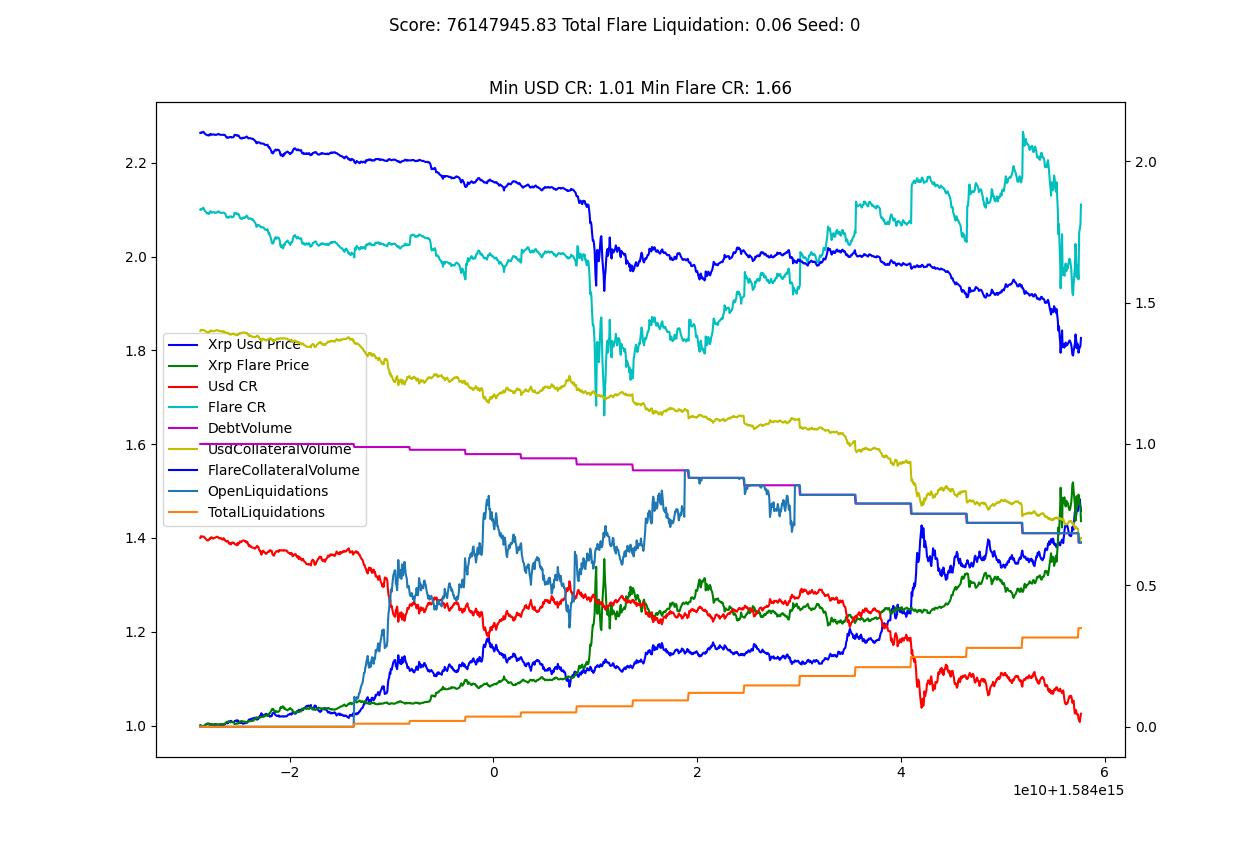 Score: 76147945.83 Total Flare Liquidation: 0.06 Seed: 0
Min USD CR: 1.01 Min Flare CR: 1.66
2.2
2.0
1.8
1.6
1.4
1.2
1.0
2.0
1.5
1.0
0.5
0.0
Xrp Usd Price
Xrp Flare Price
Usd CR
Flare CR
DebtVolume
UsdCollateralVolume
FlareCollateralVolume
OpenLiquidations
TotalLiquidations
−2 0 2 4 6
1e10+1.584e15